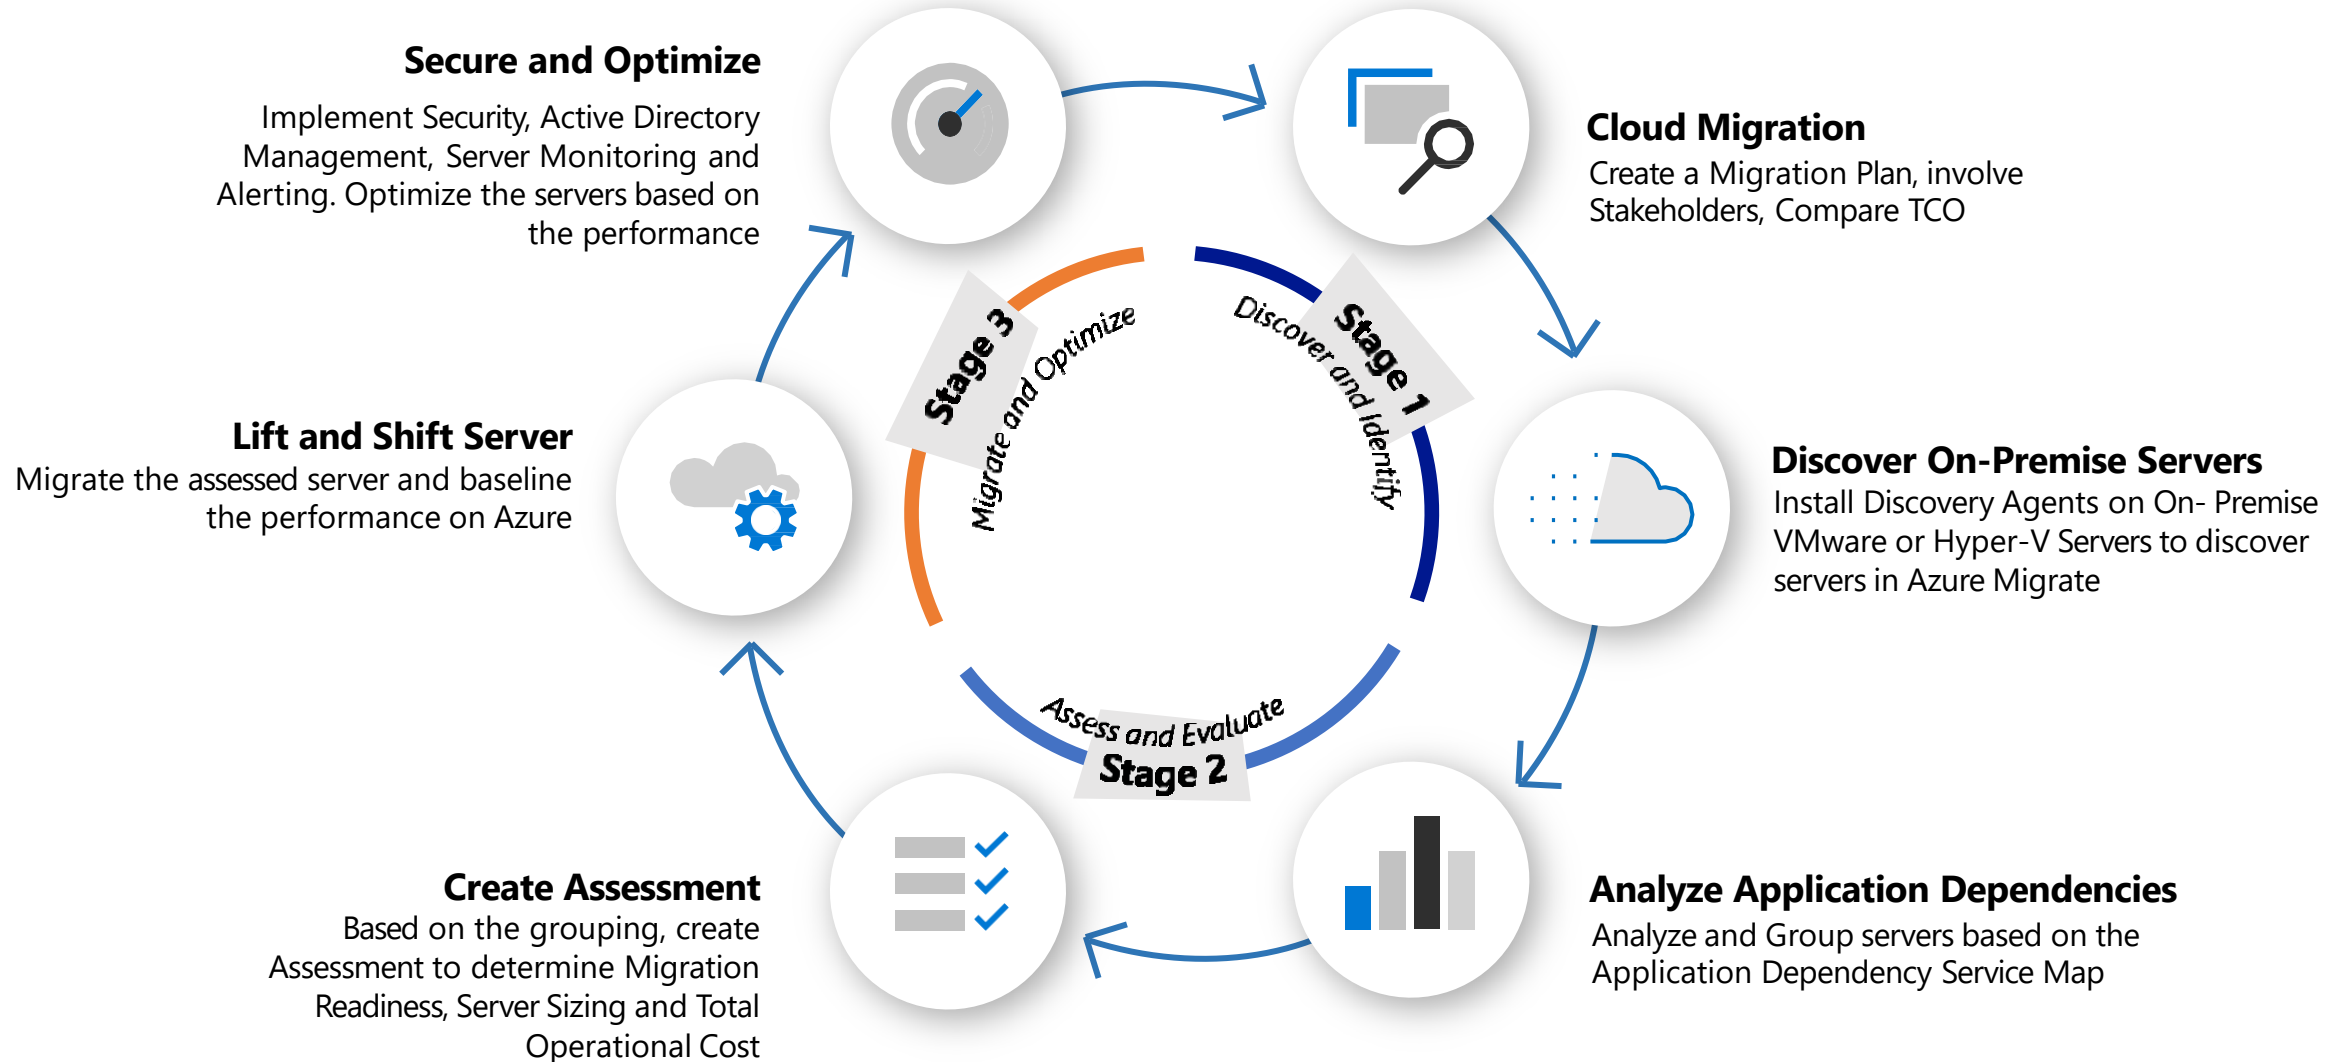 Secure and Optimize
Implement Security, Active Directory
Management, Server Monitoring and
Alerting. Optimize the servers based on
the performance
Cloud Migration
Create a Migration Plan, involve
Stakeholders, Compare TCO
Stage 3
Migrate and Optimize
Stage 1
Discover and Identify
Lift and Shift Server
Migrate the assessed server and baseline
the performance on Azure
Discover On-Premise Servers
Install Discovery Agents on On- Premise
VMware or Hyper-V Servers to discover
servers in Azure Migrate
Assess and Evaluate
Stage 2
Create Assessment
Based on the grouping, create
Assessment to determine Migration
Readiness, Server Sizing and Total
Operational Cost
Analyze Application Dependencies
Analyze and Group servers based on the
Application Dependency Service Map